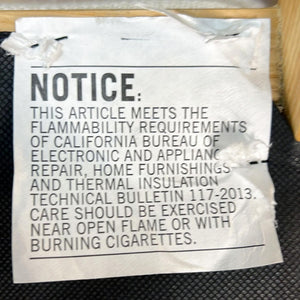 NOTICE:
THIS ARTICLE MEETS THE
FLAMMABILITY REQUIREMENTS
OF CALIFORNIA BUREAU OF
ELECTRONIC AND APPLIANC
REPAIR, HOME FURNISHINGS
AND THERMAL INSULATION
TECHNICAL BULLETIN 117-2013.
CARE SHOULD BE EXERCISED
NEAR OPEN FLAME OR WITH
BURNING CIGARETTES.